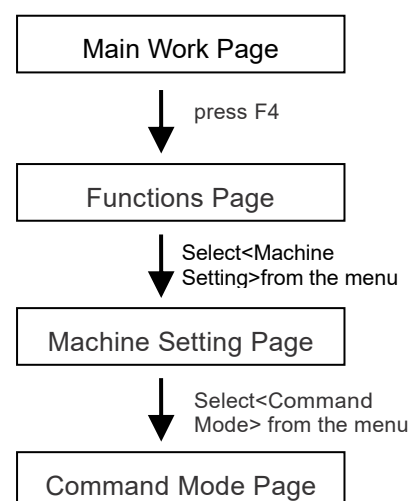 Main Work Page
press F4
Functions Page
Select<Machine
Setting>from the menu
Machine Setting Page
Select<Command
Mode> from the menu
Command Mode Page